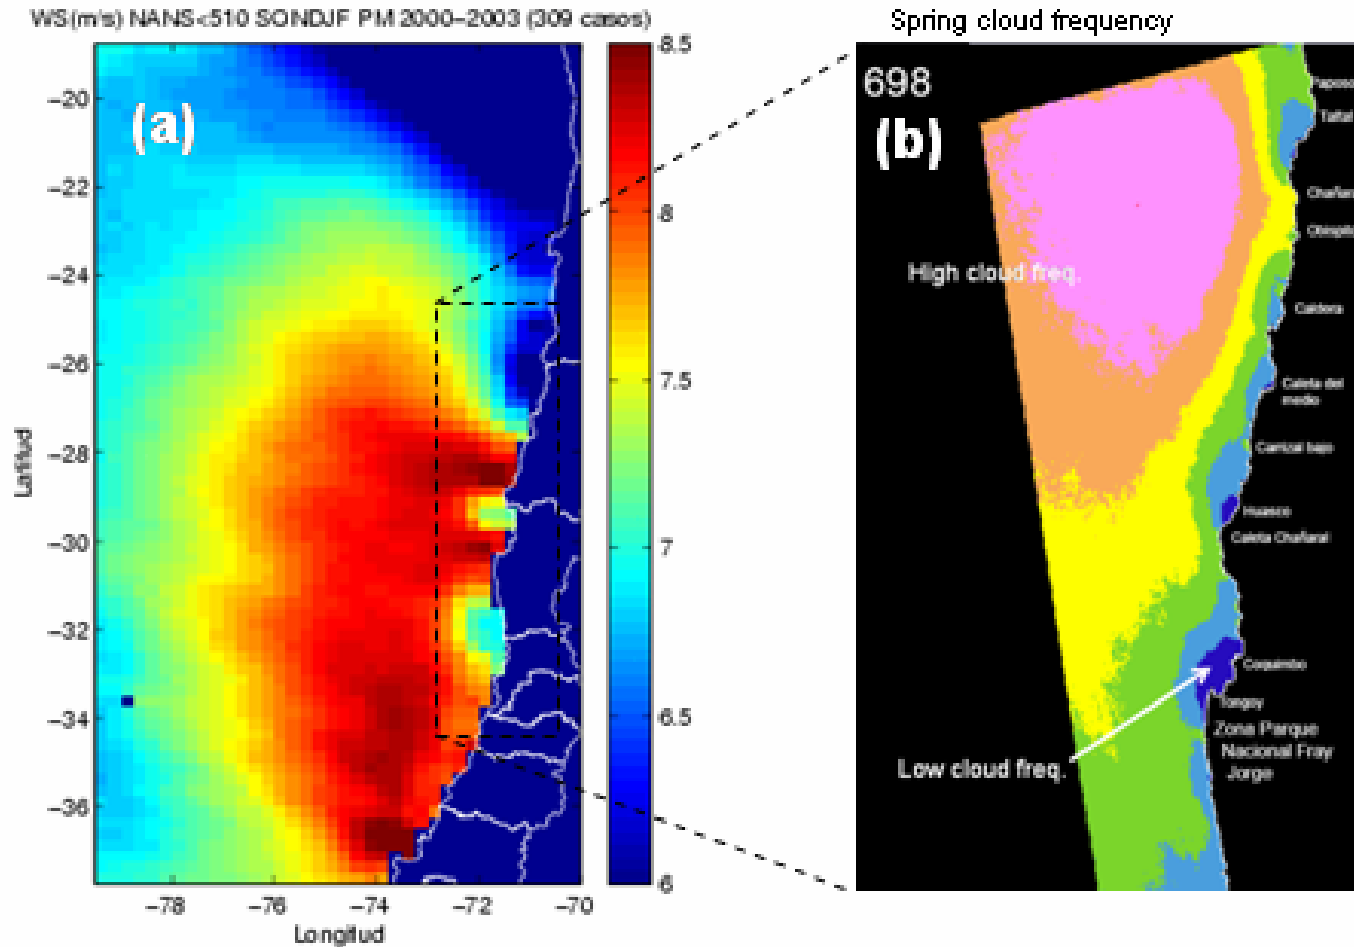 WS(m/s) NANS<510 SONDJF PM 2000-2003 (309 casos)
Spring cloud frequency
(a)
−20
−22
−24
−26
−28
−30
−32
−34
−36
Latitud
−78
−76
−74
−72
−70
Longitud
8.5
8
7.5
7
6.5
6
698
(b)
Paposo
Taltal
Chañaral
Obispito
High cloud freq.
Caldera
Caleta del
medio
Carrizal bajo
Huasco
Caleta Chañaral
Coquimbo
Tongoy
Zona Parque
Nacional Fray
Jorge
Low cloud freq.